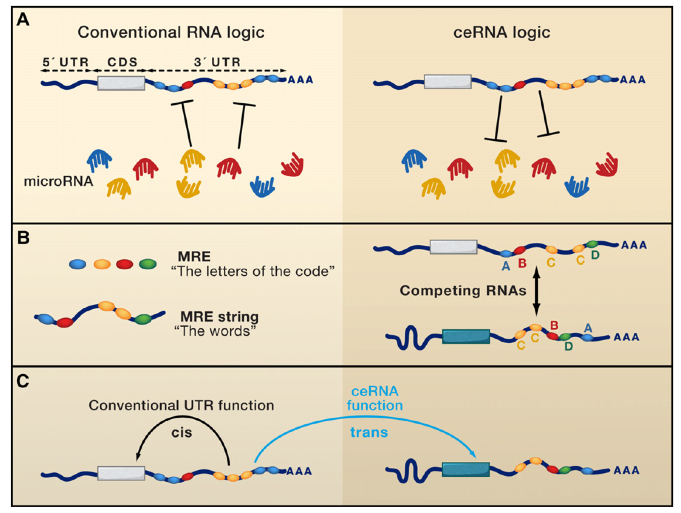 A
Conventional RNA logic
ceRNA logic
5´ UTR
CDS
3´ UTR
AAA
AAA
microRNA
B
MRE
"The letters of the code"
MRE string
"The words"
AAA
A
B
C
C
D
Competing RNAs
AAA
C
C
B
D
A
C
Conventional UTR function
cis
ceRNA
function
trans
AAA
AAA